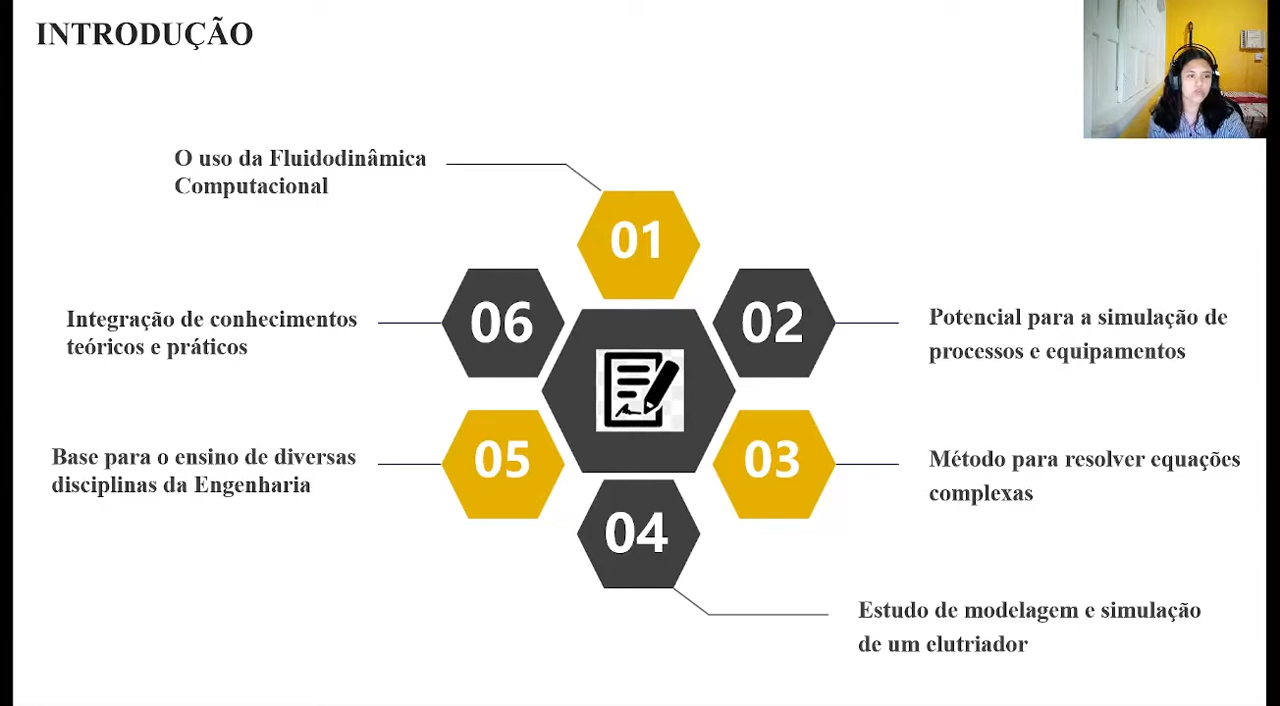 INTRODUÇÃO
O uso da Fluidodinâmica
Computacional
01
02
Potencial para a simulação de
processos e equipamentos
03
Método para resolver equações
complexas
04
Estudo de modelagem e simulação
de um elutriador
05
Base para o ensino de diversas
disciplinas da Engenharia
06
Integração de conhecimentos
teóricos e práticos